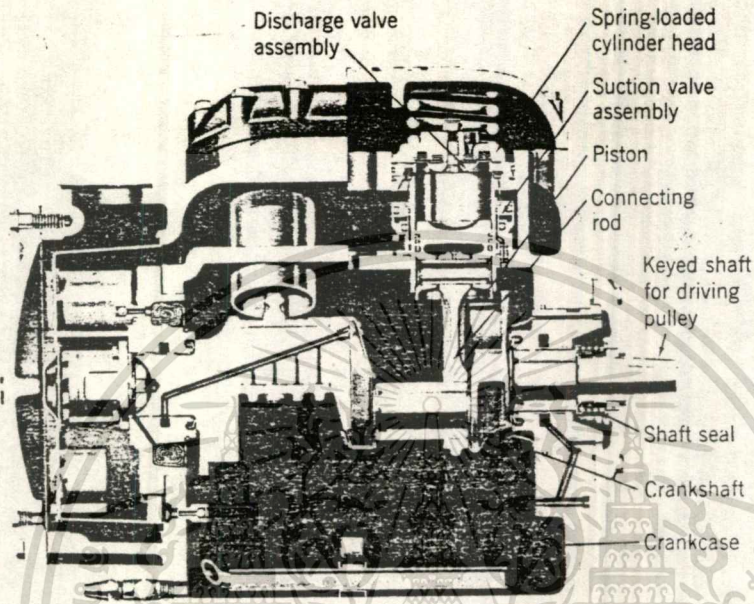 Discharge valve
assembly
Spring-loaded
cylinder head
Suction valve
assembly
Piston
Connecting
rod
Keyed shaft
for driving
pulley
Shaft seal
Crankshaft
Crankcase